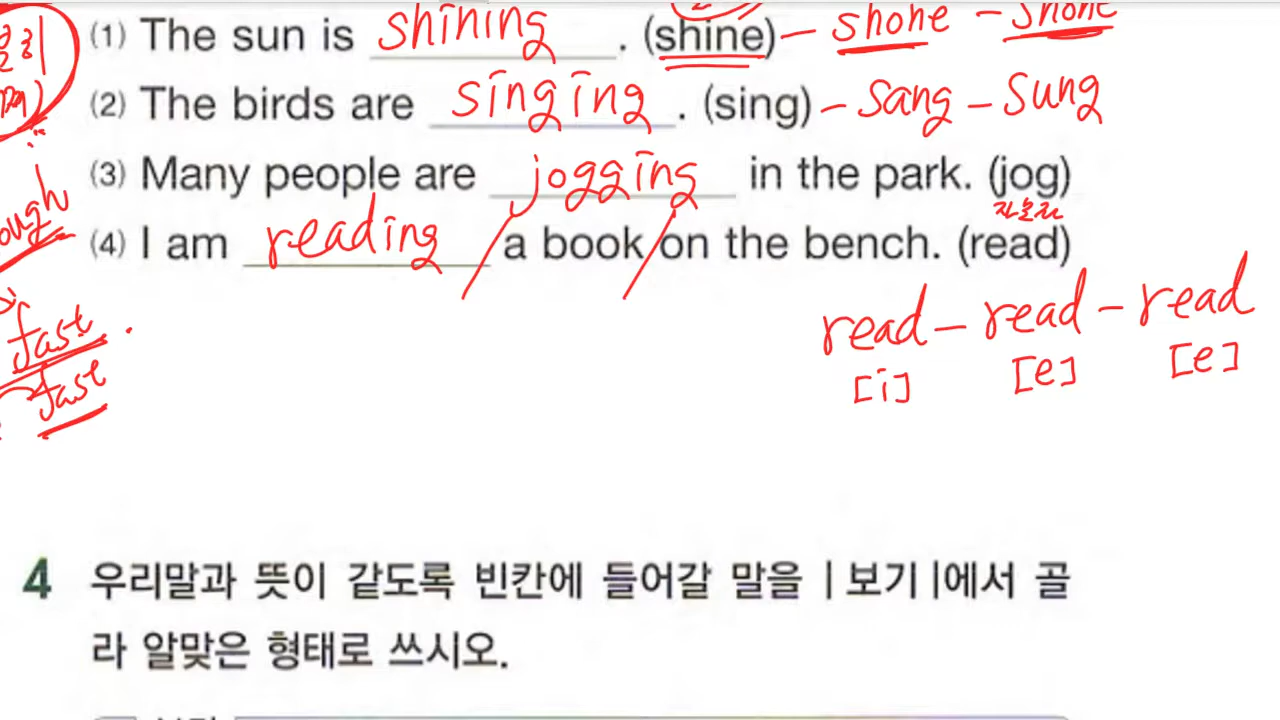 (1) The sun is shining . (shine) – shone – shone
(2) The birds are singing . (sing) – sang – sung
(3) Many people are jogging in the park. (jog)
(4) I am reading a book on the bench. (read)
read – read – read
[i] [e] [e]
fast
fast
4 우리말과 뜻이 같도록 빈칸에 들어갈 말을 | 보기 |에서 골
라 알맞은 형태로 쓰시오.